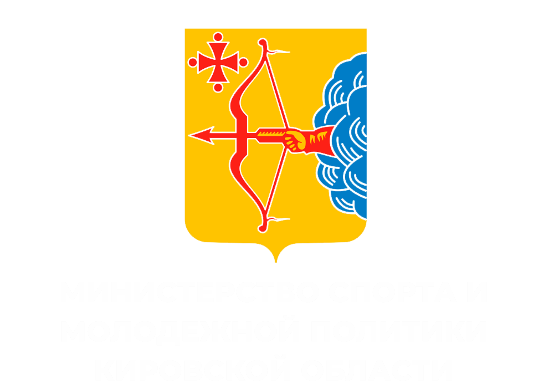 МИНИСТЕРСТВО СПОРТА И
МОЛОДЕЖНОЙ ПОЛИТИКИ
КИРОВСКОЙ ОБЛАСТИ